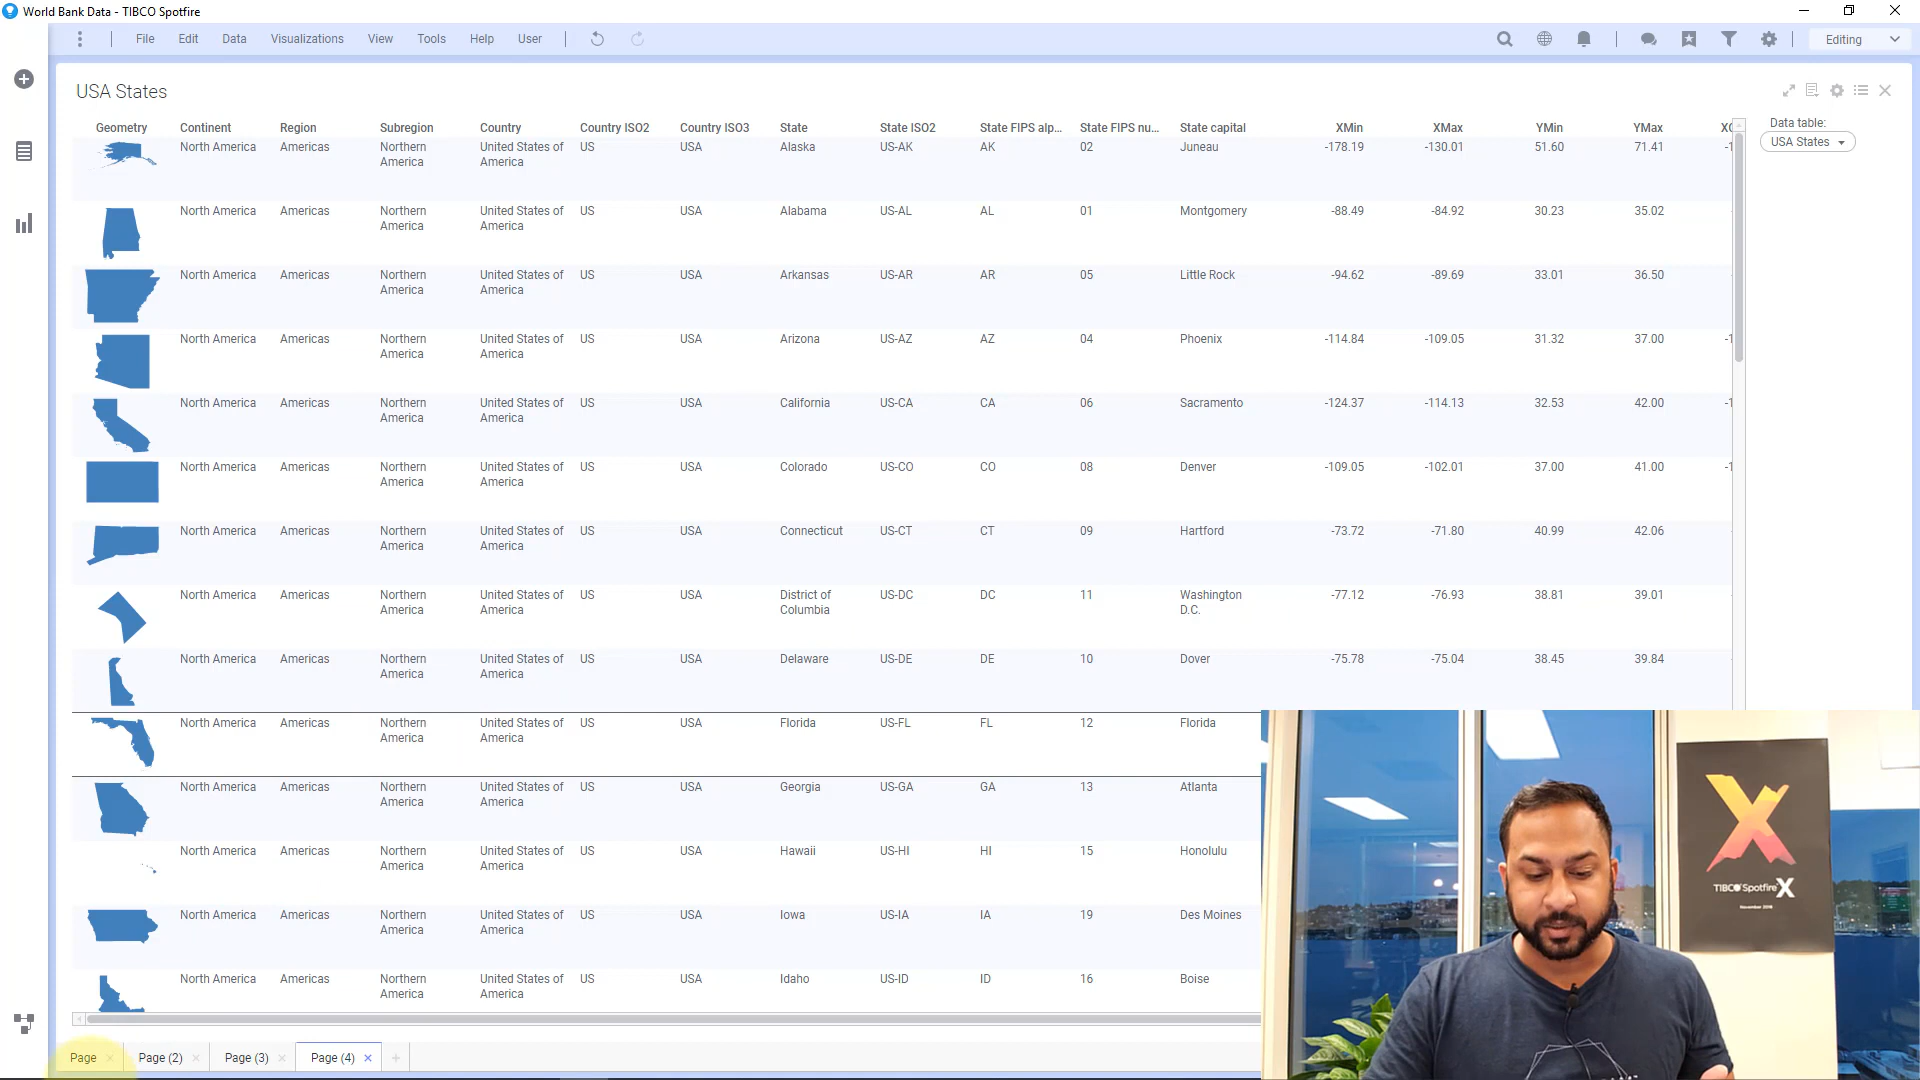 World Bank Data - TIBCO Spotfire
File Edit Data Visualizations View Tools Help User Editing
USA States
Geometry Continent Region Subregion Country Country ISO2 Country ISO3 State State ISO2 State FIPS alp... State FIPS nu... State capital XMin XMax YMin YMax
Data table:
USA States
North America Americas Northern America United States of America US USA Alaska US-AK AK 02 Juneau -178.19 -130.01 51.60 71.41
North America Americas Northern America United States of America US USA Alabama US-AL AL 01 Montgomery -88.49 -84.92 30.23 35.02
North America Americas Northern America United States of America US USA Arkansas US-AR AR 05 Little Rock -94.62 -89.69 33.01 36.50
North America Americas Northern America United States of America US USA Arizona US-AZ AZ 04 Phoenix -114.84 -109.05 31.32 37.00
North America Americas Northern America United States of America US USA California US-CA CA 06 Sacramento -124.37 -114.13 32.53 42.00
North America Americas Northern America United States of America US USA Colorado US-CO CO 08 Denver -109.05 -102.01 37.00 41.00
North America Americas Northern America United States of America US USA Connecticut US-CT CT 09 Hartford -73.72 -71.80 40.99 42.06
North America Americas Northern America United States of America US USA District of Columbia US-DC DC 11 Washington D.C. -77.12 -76.93 38.81 39.01
North America Americas Northern America United States of America US USA Delaware US-DE DE 10 Dover -75.78 -75.04 38.45 39.84
North America Americas Northern America United States of America US USA Florida US-FL FL 12 Florida
North America Americas Northern America United States of America US USA Georgia US-GA GA 13 Atlanta
North America Americas Northern America United States of America US USA Hawaii US-HI HI 15 Honolulu
North America Americas Northern America United States of America US USA Iowa US-IA IA 19 Des Moines
North America Americas Northern America United States of America US USA Idaho US-ID ID 16 Boise
X
TIBCO Spotfire X
November 2018
Page Page (2) Page (3) Page (4)